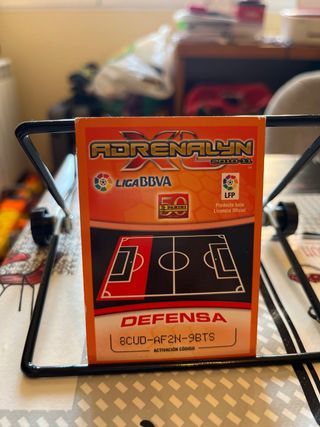 ADRENALYN
XL
2010-11
LIGA BBVA
LFP
50
PANINI
Producto bajo
Licencia Oficial
DEFENSA
8CUD-AF2N-9BTS
ACTIVACIÓN CÓDIGO